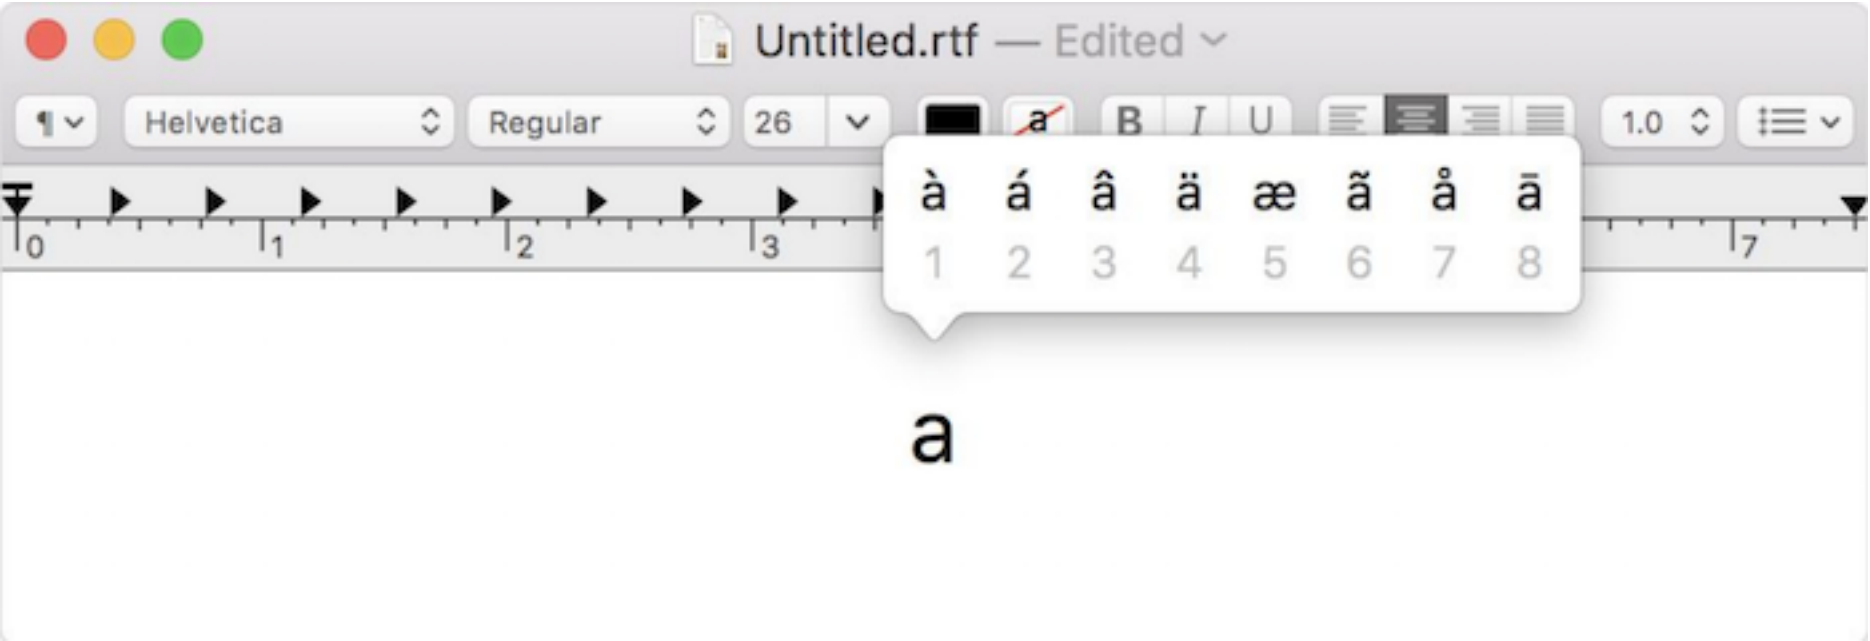 Untitled.rtf — Edited
¶ Helvetica Regular 26 a B I U 1.0
à á â ä æ ã å ā
1 2 3 4 5 6 7 8
0 1 2 3 7
a